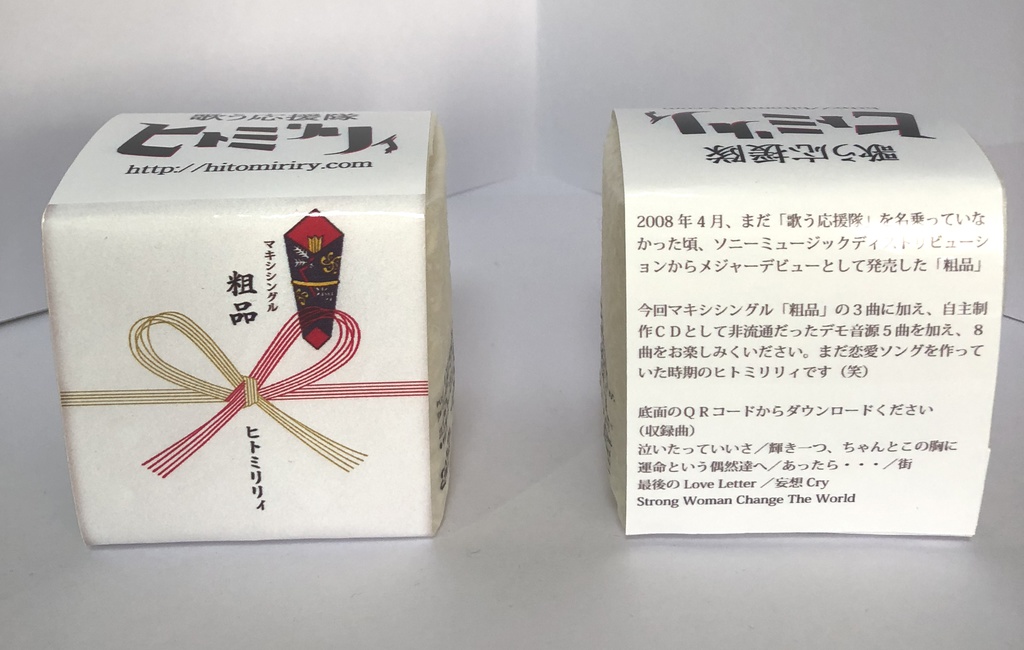 歌う応援隊
ヒトミリリィ
http://hitomiriry.com
マキシシングル
粗品
ヒトミリリィ
ヒトミリリィ
歌う応援隊
2008年4月、まだ「歌う応援隊」を名乗っていな
かった頃、ソニーミュージックディストリビューシ
ョンからメジャーデビューとして発売した「粗品」
今回マキシシングル「粗品」の3曲に加え、自主制
作CDとして非流通だったデモ音源5曲を加え、8
曲をお楽しみくいださい。まだ恋愛ソングを作って
いた時期のヒトミリリィです（笑）
底面のQRコードからダウンロードください
（収録曲）
泣いたっていいさ／輝き一つ、ちゃんとこの胸に
運命という偶然達へ／あったら・・・／街
最後のLove Letter／妄想Cry
Strong Woman Change The World